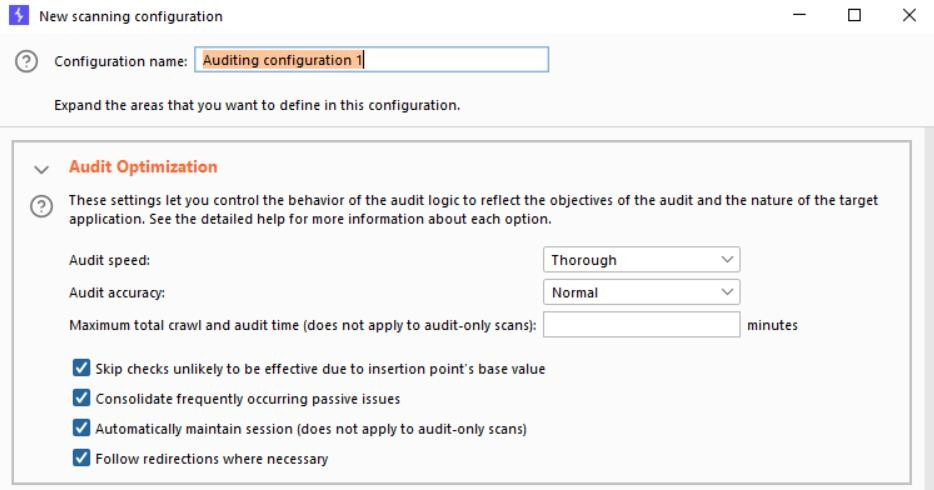 New scanning configuration
Configuration name: Auditing configuration 1
Expand the areas that you want to define in this configuration.
Audit Optimization
These settings let you control the behavior of the audit logic to reflect the objectives of the audit and the nature of the target
application. See the detailed help for more information about each option.
Audit speed: Thorough
Audit accuracy: Normal
Maximum total crawl and audit time (does not apply to audit-only scans): minutes
Skip checks unlikely to be effective due to insertion point's base value
Consolidate frequently occurring passive issues
Automatically maintain session (does not apply to audit-only scans)
Follow redirections where necessary